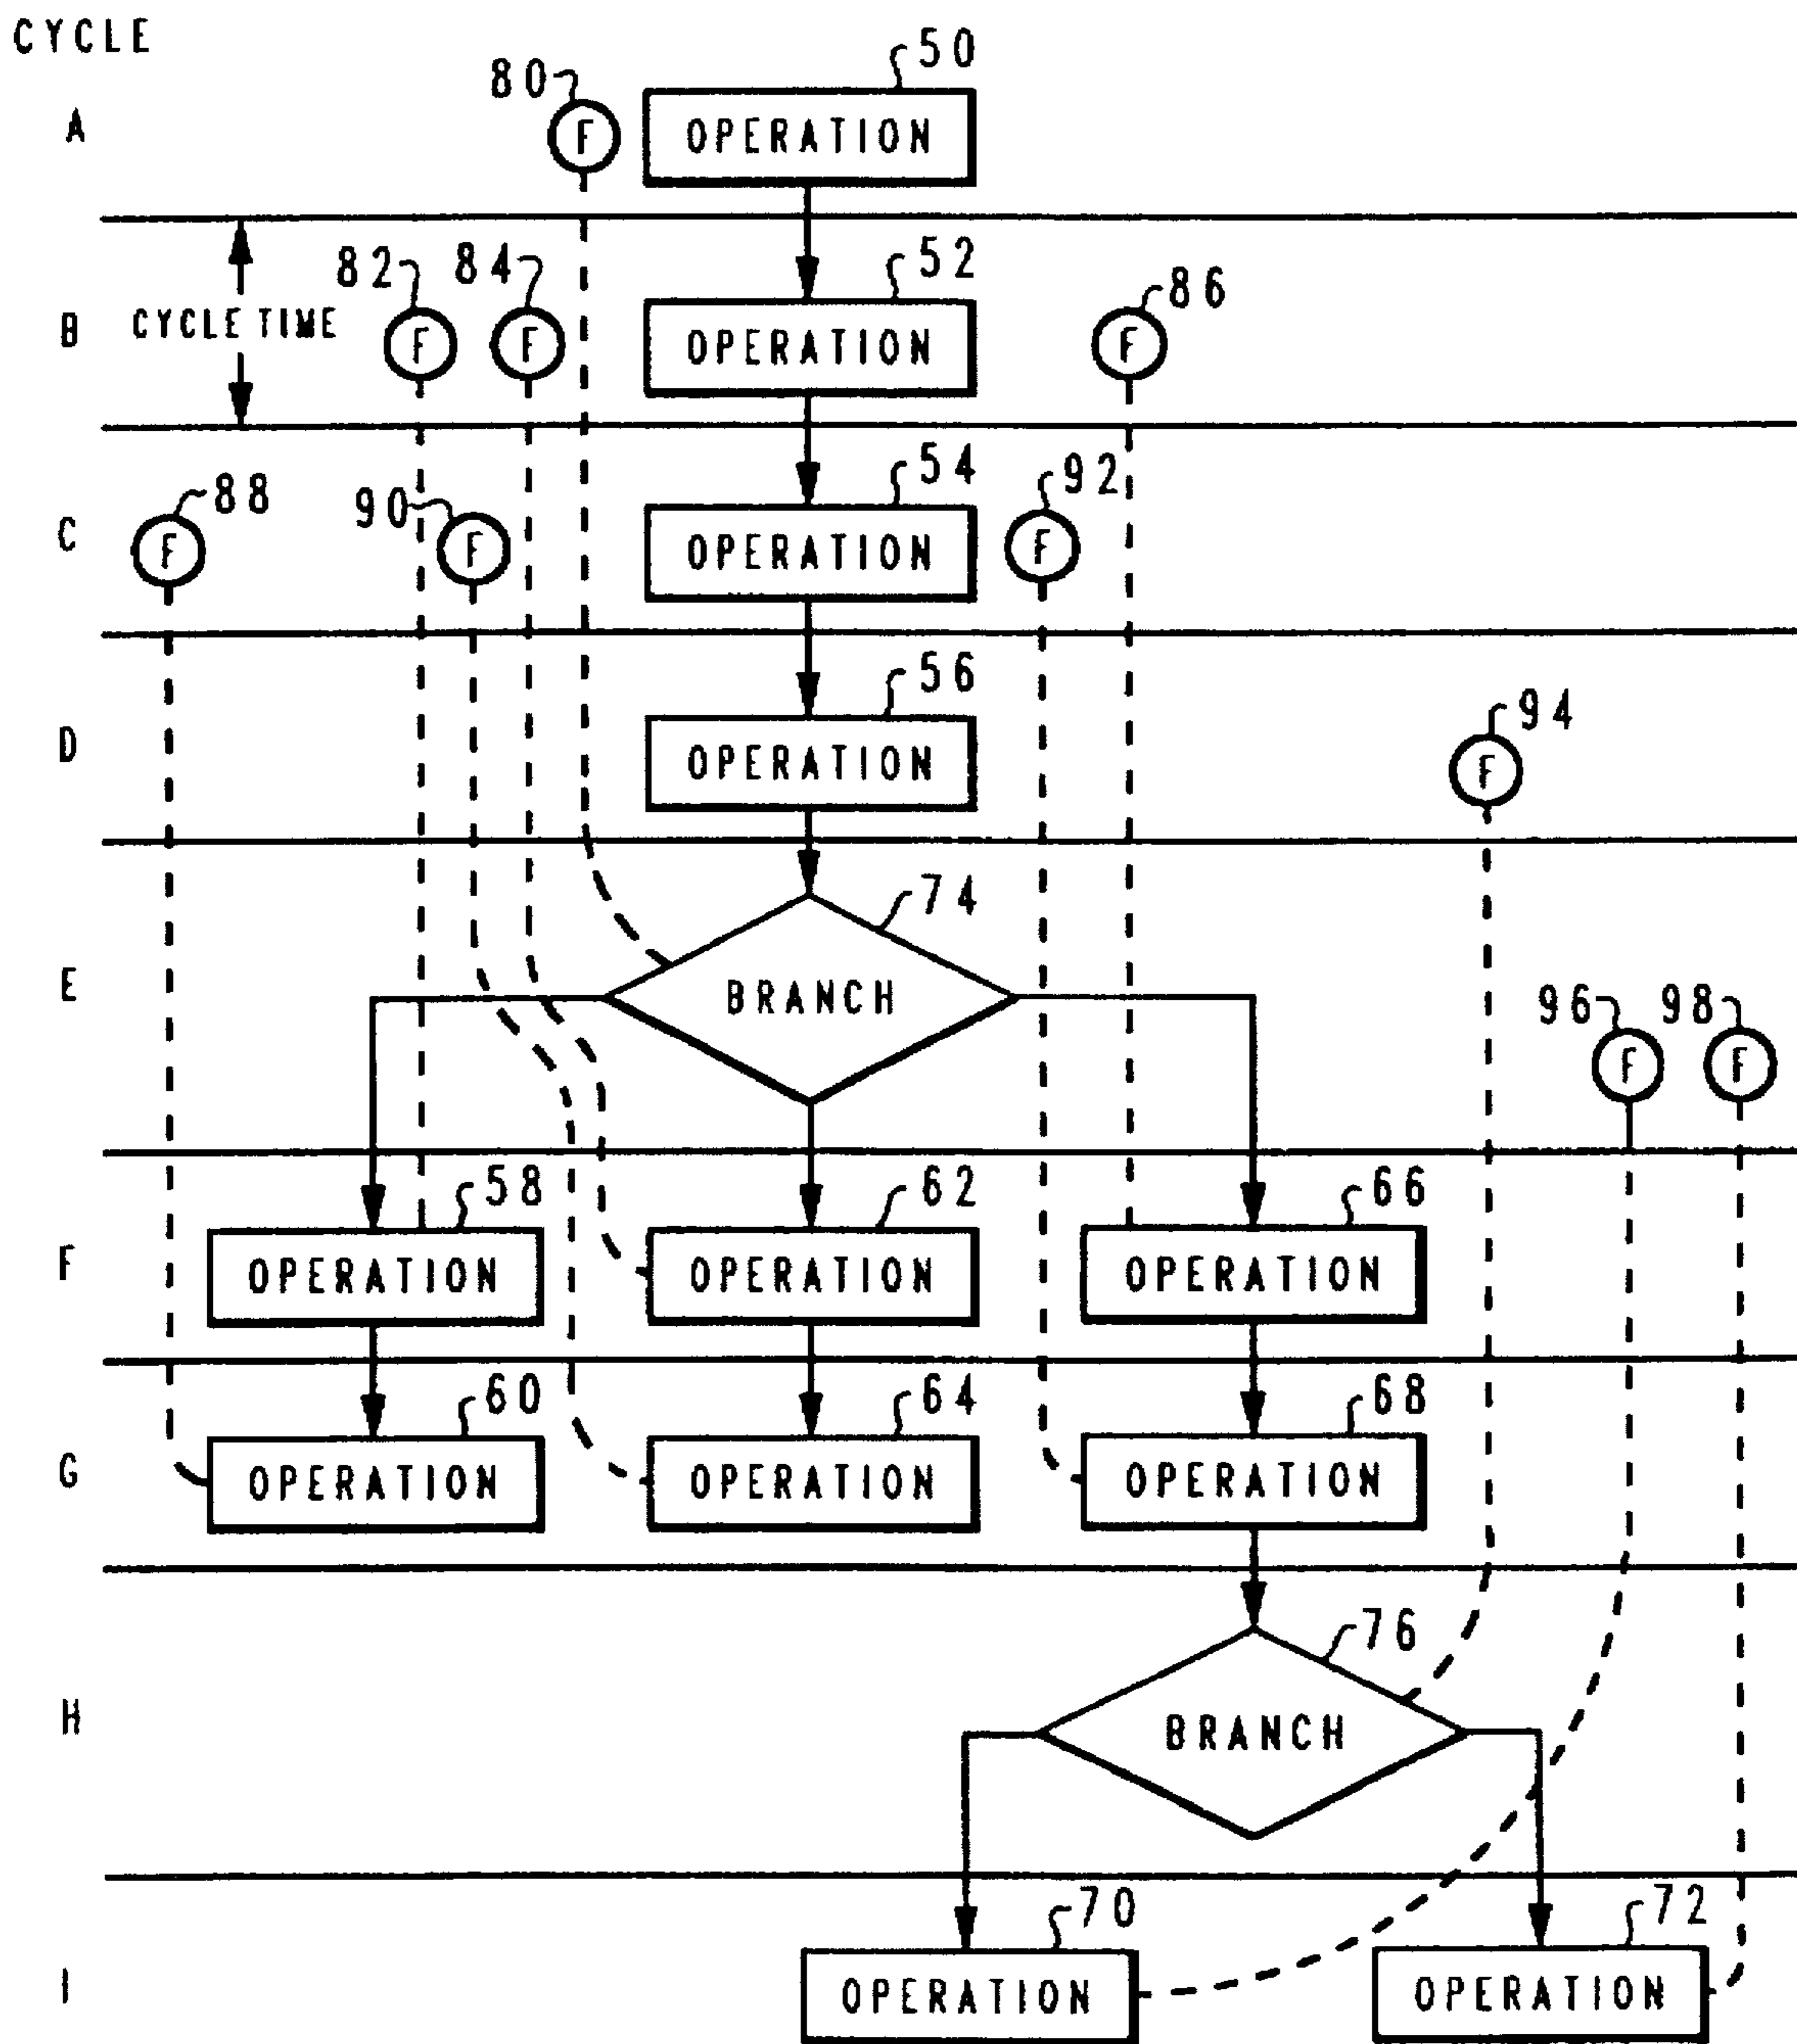 CYCLE
A
80
F
50
OPERATION
B
CYCLE TIME
82
F
84
F
52
OPERATION
86
F
C
88
F
90
F
54
OPERATION
92
F
D
56
OPERATION
94
F
E
74
BRANCH
96
F
98
F
F
58
OPERATION
62
OPERATION
66
OPERATION
G
60
OPERATION
64
OPERATION
68
OPERATION
H
76
BRANCH
I
70
OPERATION
72
OPERATION